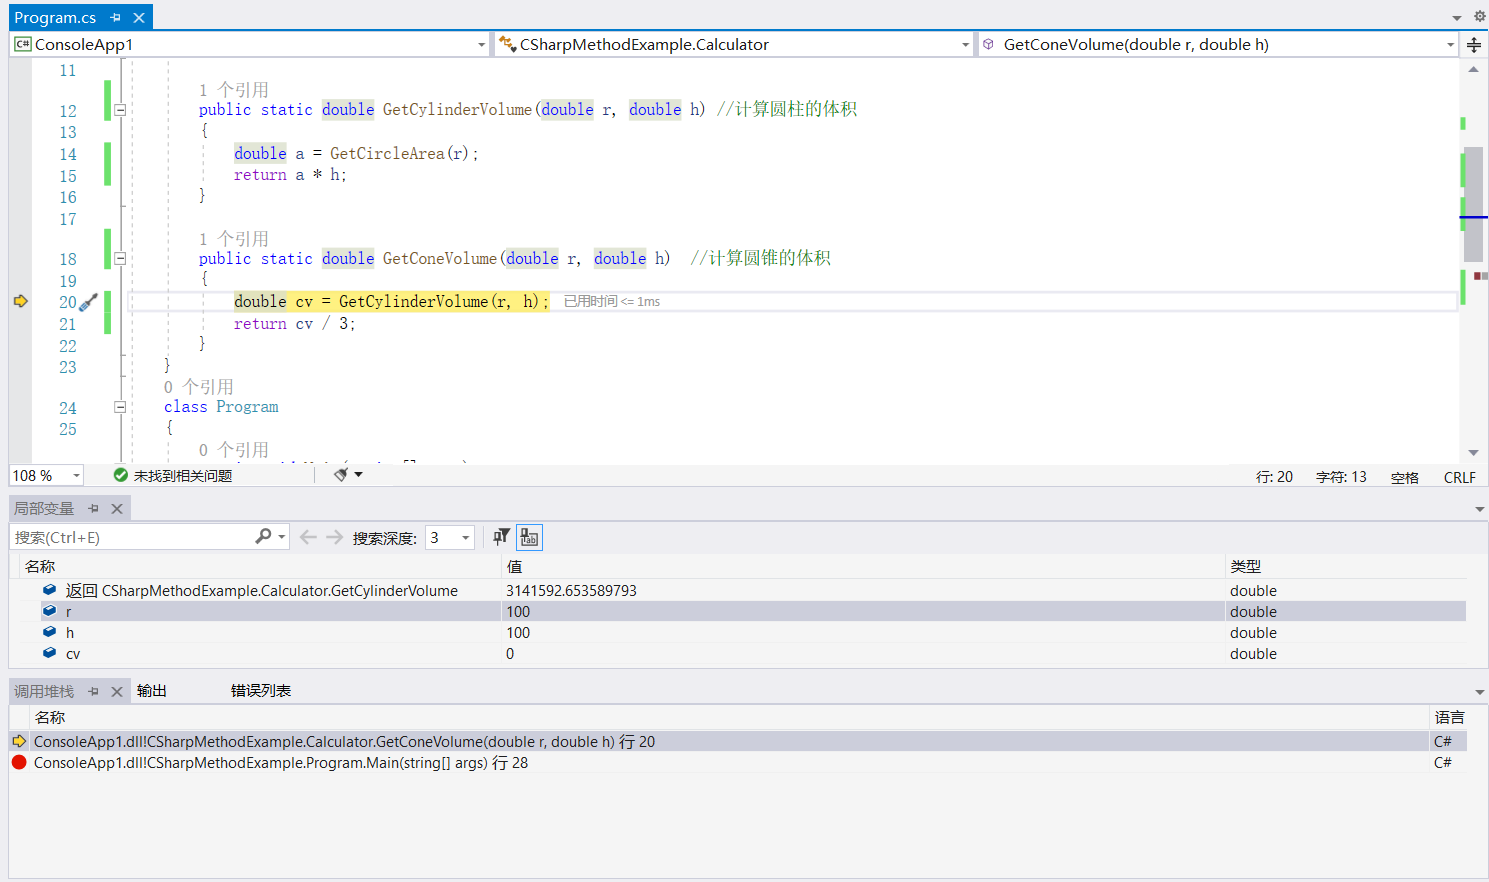 Program.cs
ConsoleApp1
CSharpMethodExample.Calculator
GetConeVolume(double r, double h)
11
1 个引用
12 public static double GetCylinderVolume(double r, double h) //计算圆柱的体积
13 {
14 double a = GetCircleArea(r);
15 return a * h;
16 }
17
1 个引用
18 public static double GetConeVolume(double r, double h) //计算圆锥的体积
19 {
20 double cv = GetCylinderVolume(r, h); 已用时间 <= 1ms
21 return cv / 3;
22 }
23 }
0 个引用
24 class Program
25 {
0 个引用
108 % 未找到相关问题 行: 20 字符: 13 空格 CRLF
局部变量
搜索(Ctrl+E) 搜索深度: 3
名称 值 类型
返回 CSharpMethodExample.Calculator.GetCylinderVolume 3141592.653589793 double
r 100 double
h 100 double
cv 0 double
调用堆栈 输出 错误列表
名称 语言
ConsoleApp1.dll!CSharpMethodExample.Calculator.GetConeVolume(double r, double h) 行 20 C#
ConsoleApp1.dll!CSharpMethodExample.Program.Main(string[] args) 行 28 C#